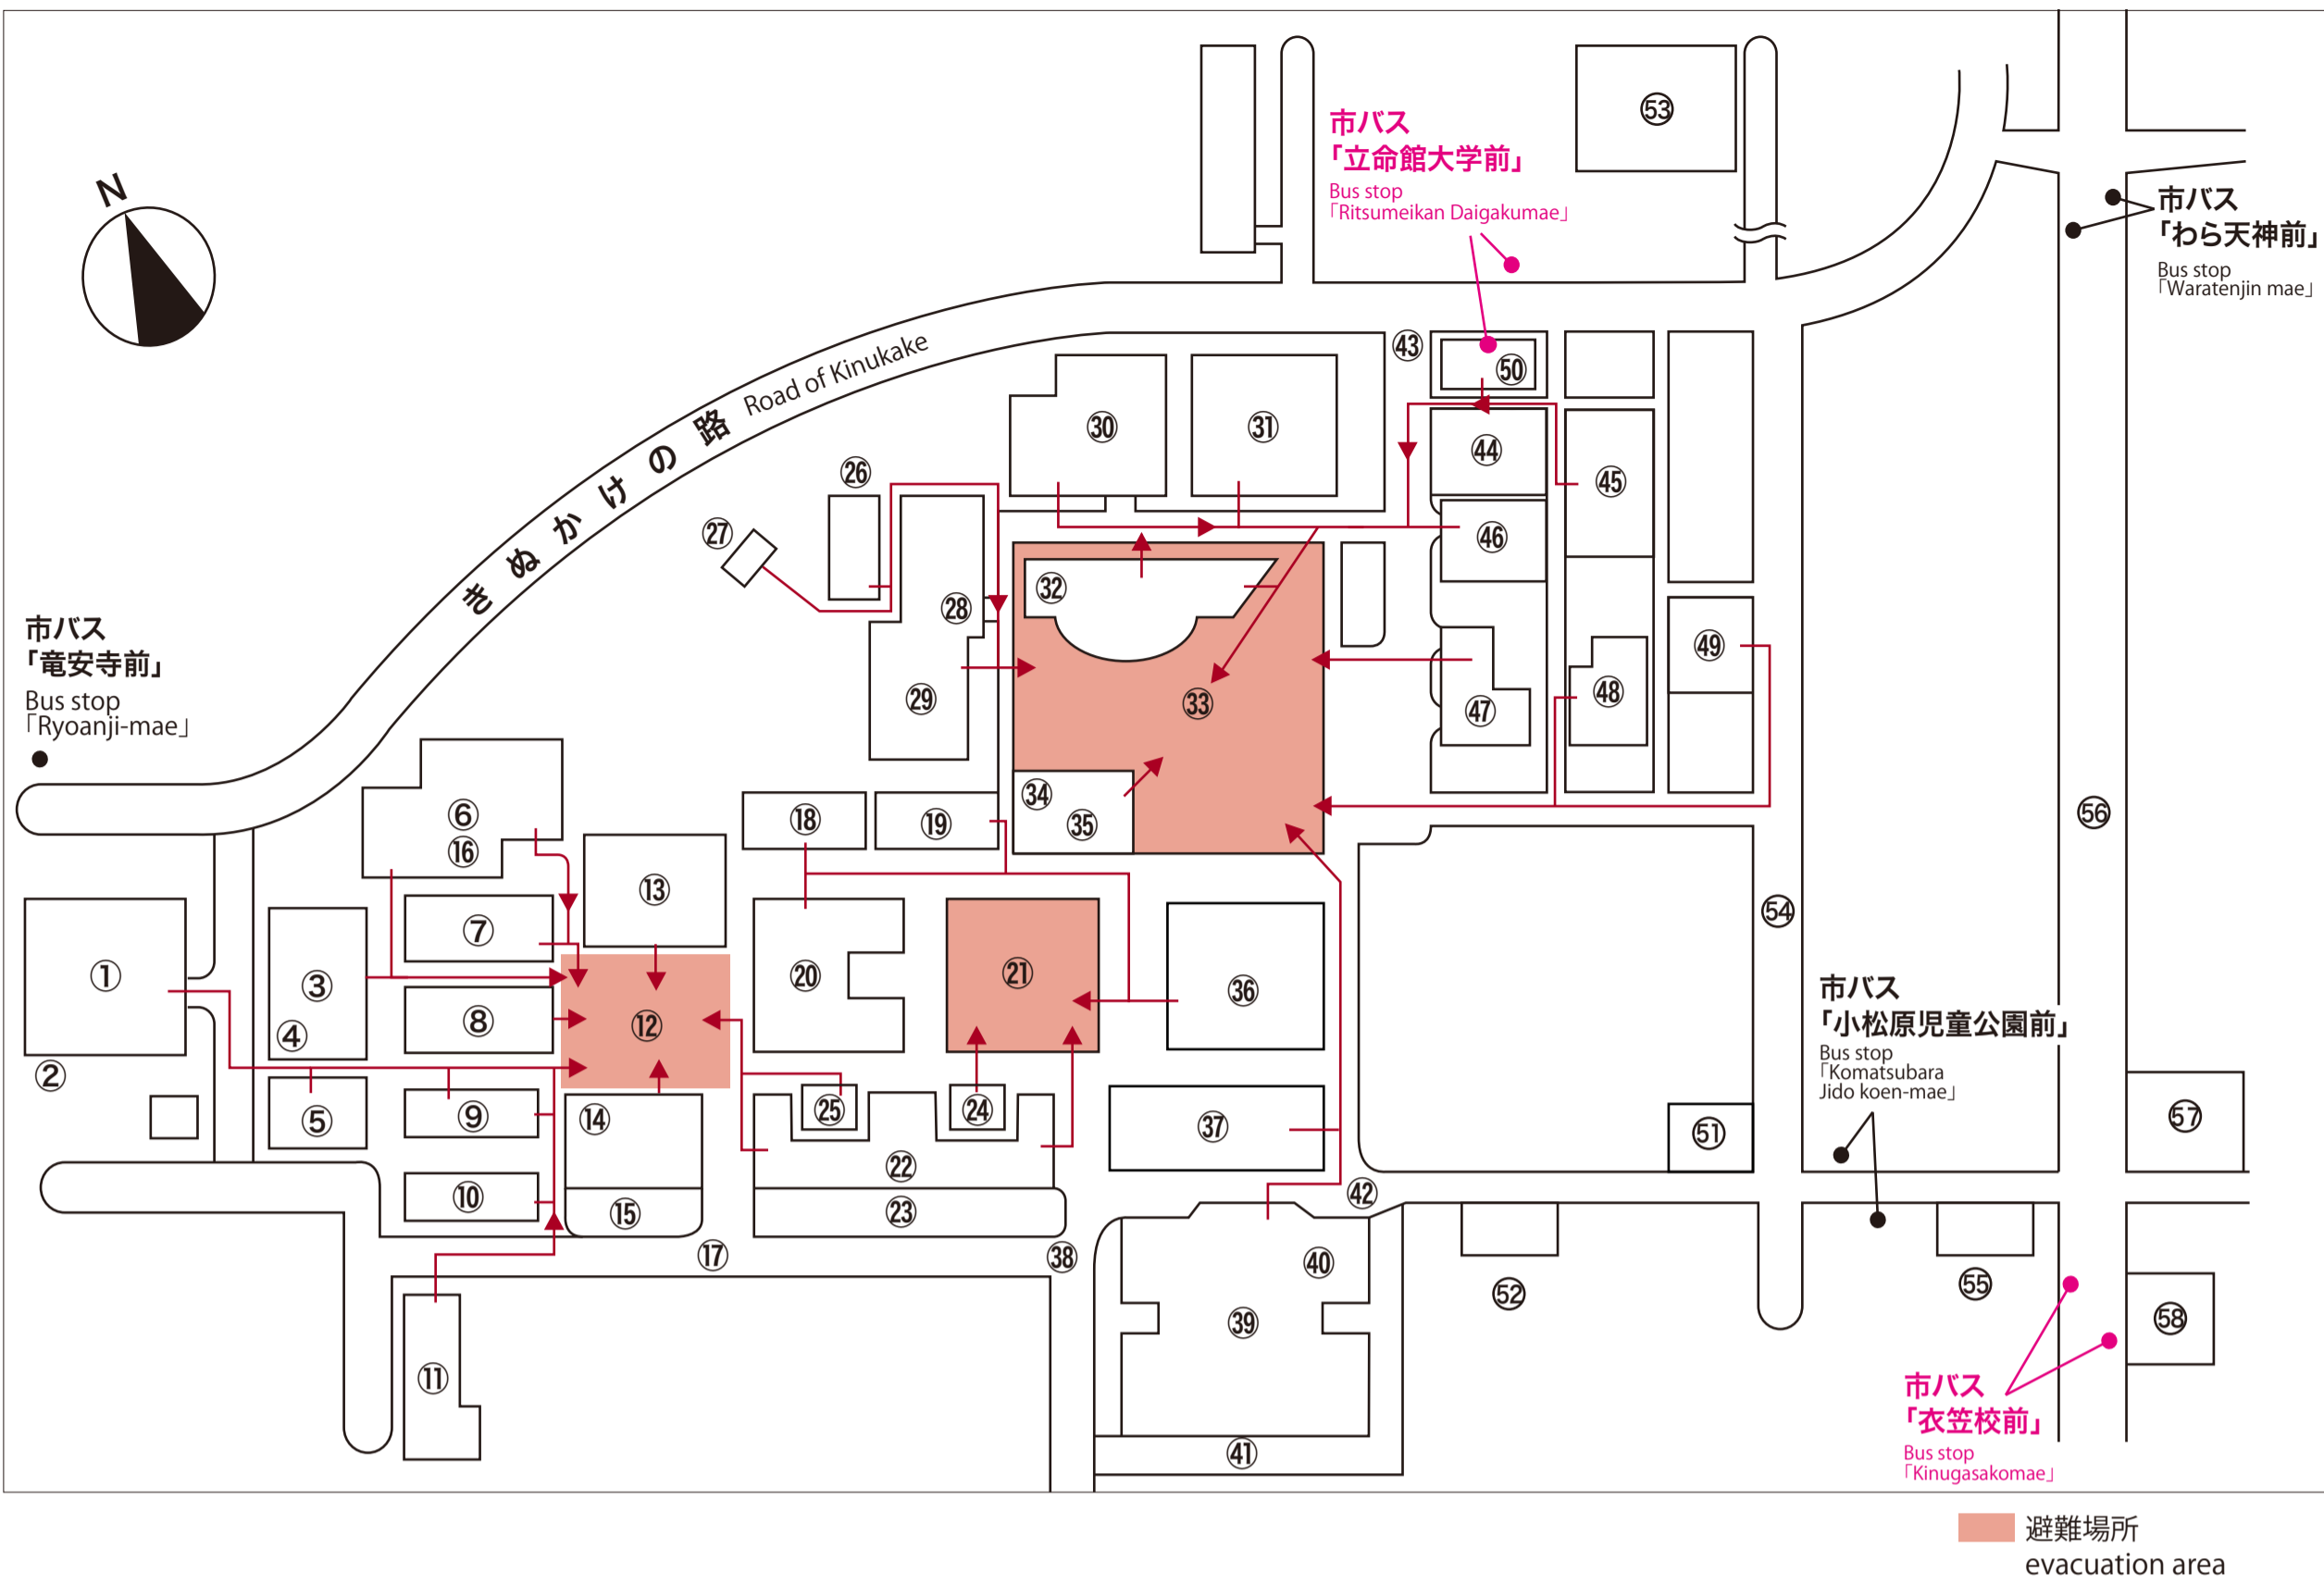 53
市バス
「立命館大学前」
Bus stop
「Ritsumeikan Daigakumae」
N
市バス
「わら天神前」
Bus stop
「Waratenjin mae」
43
50
きぬかけの路 Road of Kinukake
30
31
44
45
26
27
46
32
28
市バス
「竜安寺前」
Bus stop
「Ryoanji-mae」
49
29
33
47
48
34
35
18
19
6
16
56
13
54
7
1
3
20
21
36
市バス
「小松原児童公園前」
Bus stop
「Komatsubara
Jido koen-mae」
4
8
12
2
5
9
14
25
24
37
51
57
22
10
15
23
42
17
38
40
52
55
39
58
11
41
市バス
「衣笠校前」
Bus stop
「Kinugasakomae」
避難場所
evacuation area